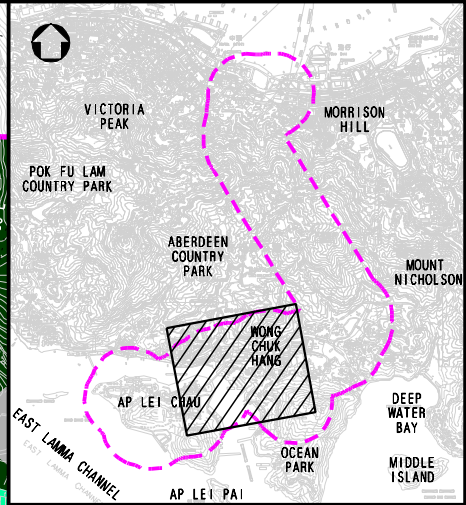 VICTORIA
PEAK
MORRISON
HILL
POK FU LAM
COUNTRY PARK
ABERDEEN
COUNTRY
PARK
MOUNT
NICHOLSON
WONG
CHUK
HANG
AP LEI CHAU
DEEP
WATER
BAY
EAST LAMMA CHANNEL
OCEAN
PARK
MIDDLE
ISLAND
AP LEI PAI